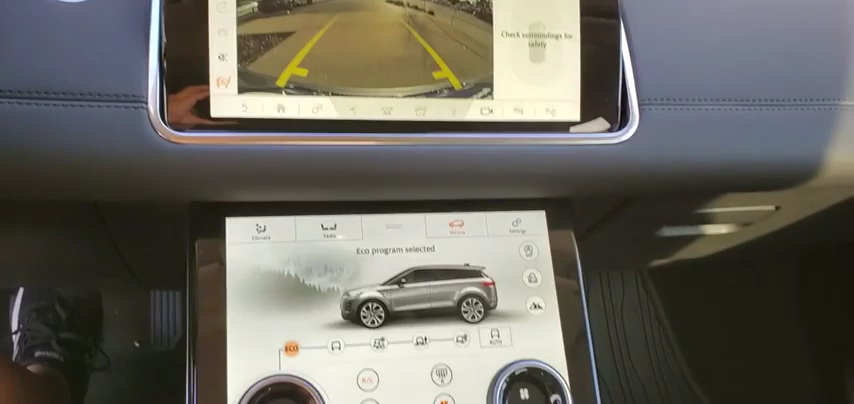 Check surroundings for
safety
Climate
Seats
Vehicle
Settings
Eco program selected
ECO
AUTO
A/C